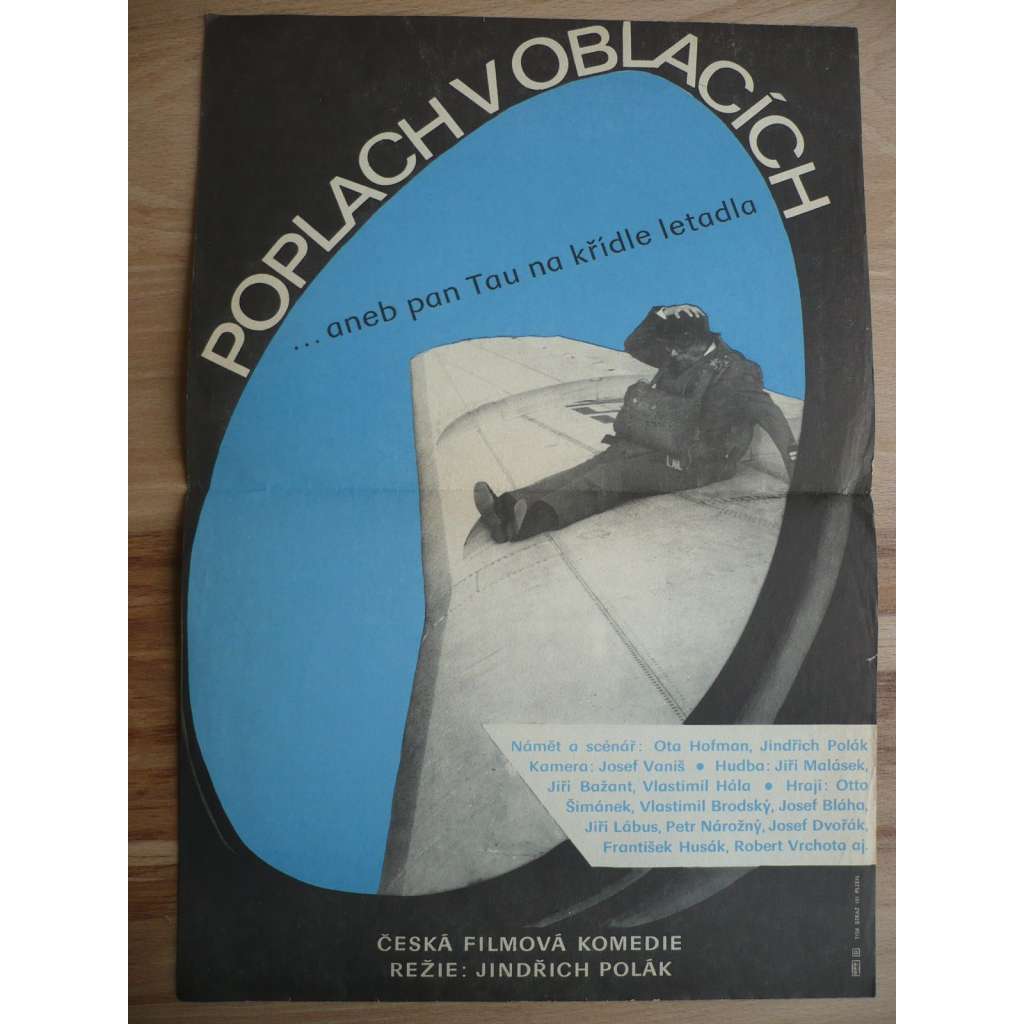 POPLACH V OBLACÍCH
...aneb pan Tau na křídle letadla
Námět a scénář: Ota Hofman, Jindřich Polák
Kamera: Josef Vaniš • Hudba: Jiří Malásek,
Jiří Bažant, Vlastimil Hála • Hrají: Otto
Šimánek, Vlastimil Brodský, Josef Bláha,
Jiří Lábus, Petr Nárožný, Josef Dvořák,
František Husák, Robert Vrchota aj.
ČESKÁ FILMOVÁ KOMEDIE
REŽIE: JINDŘICH POLÁK